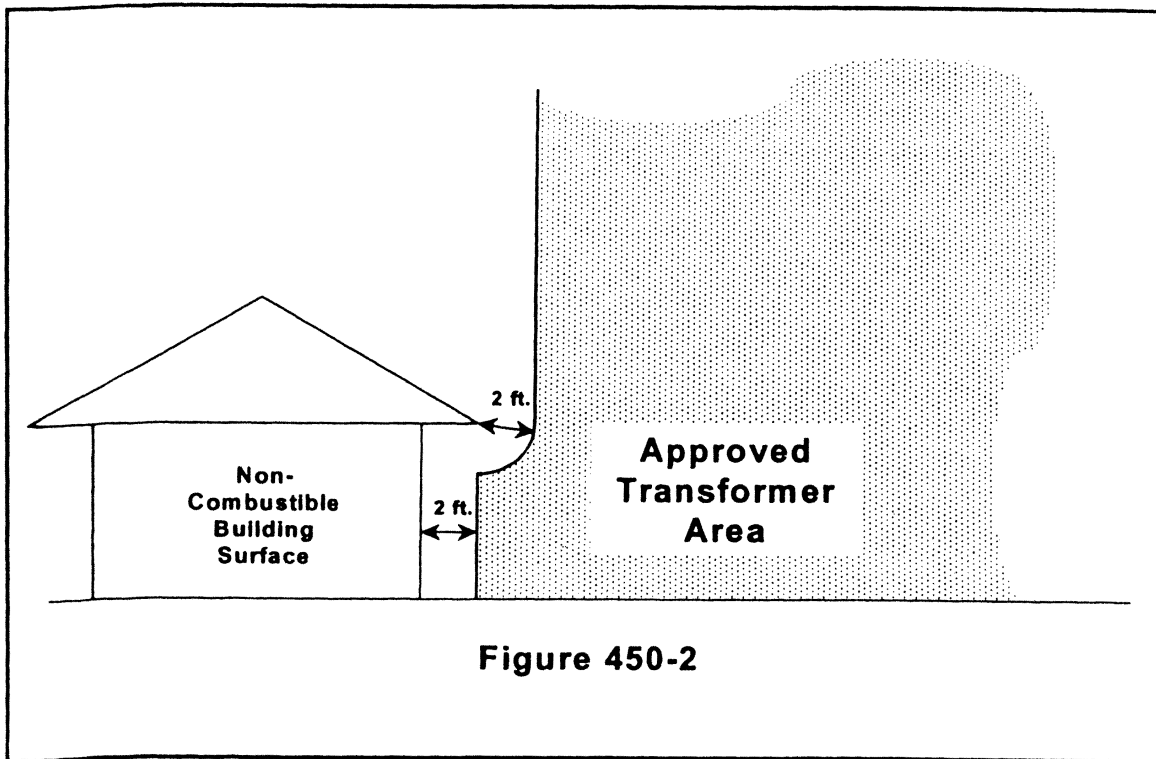 2 ft.
Non-
Combustible
Building
Surface
2 ft.
Approved
Transformer
Area
Figure 450-2